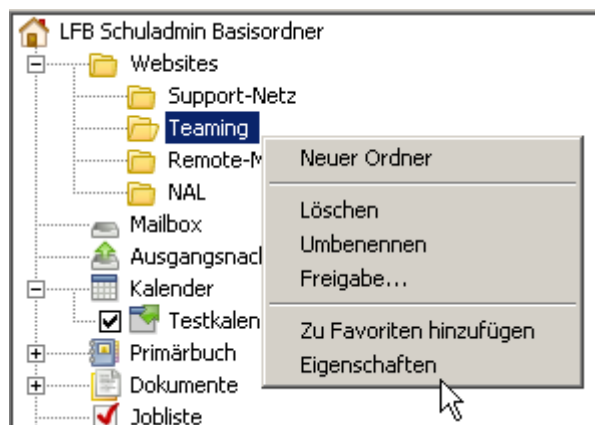 LFB Schuladmin Basisordner
Websites
Support-Netz
Teaming
Remote-M
NAL
Mailbox
Ausgangsnacl
Kalender
Testkalen
Primärbuch
Dokumente
Jobliste
Neuer Ordner
Löschen
Umbenennen
Freigabe...
Zu Favoriten hinzufügen
Eigenschaften